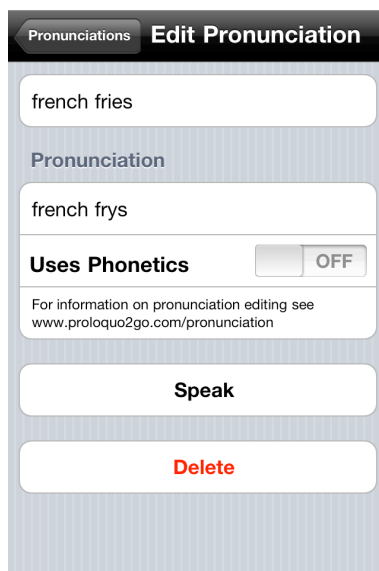 Pronunciations Edit Pronunciation
french fries
Pronunciation
french frys
Uses Phonetics OFF
For information on pronunciation editing see
www.proloquo2go.com/pronunciation
Speak
Delete